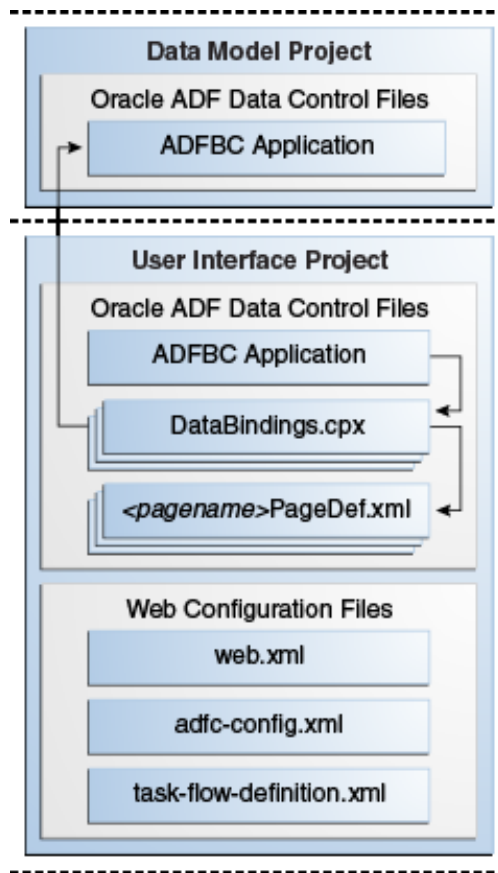 Data Model Project
Oracle ADF Data Control Files
ADFBC Application
User Interface Project
Oracle ADF Data Control Files
ADFBC Application
DataBindings.cpx
<pagename>PageDef.xml
Web Configuration Files
web.xml
adfc-config.xml
task-flow-definition.xml